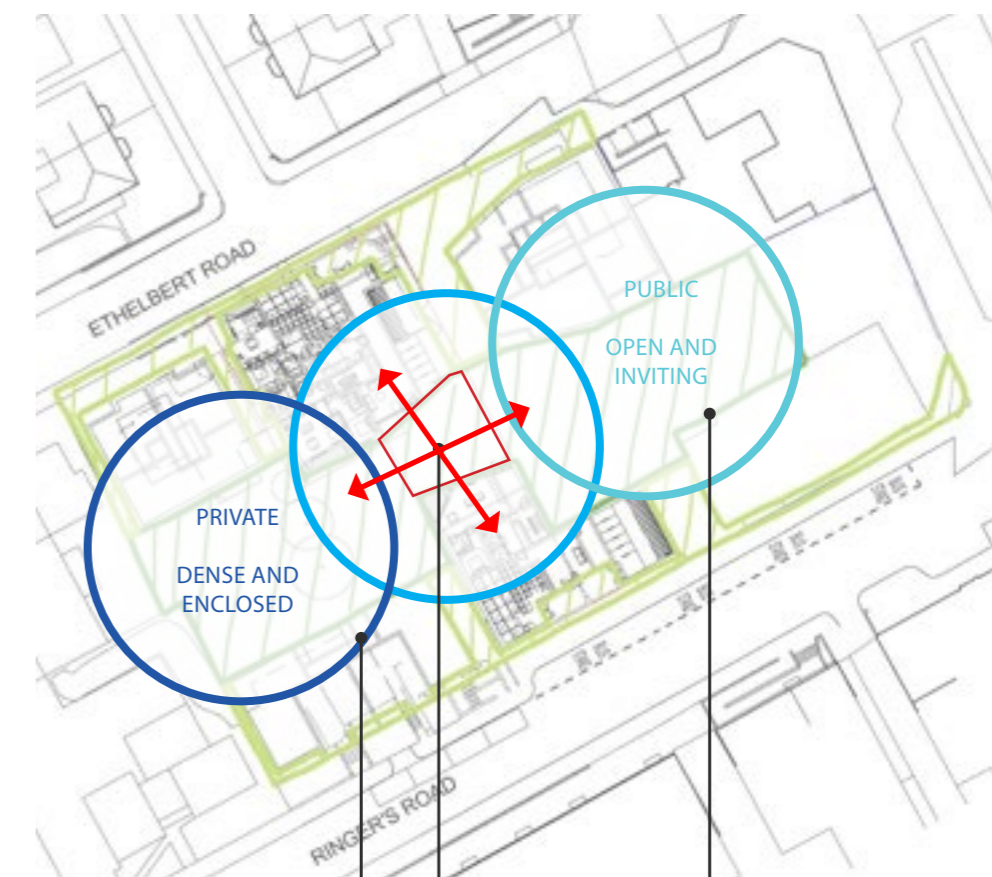 ETHELBERT ROAD
PUBLIC
OPEN AND
INVITING
PRIVATE
DENSE AND
ENCLOSED
RINGER'S ROAD